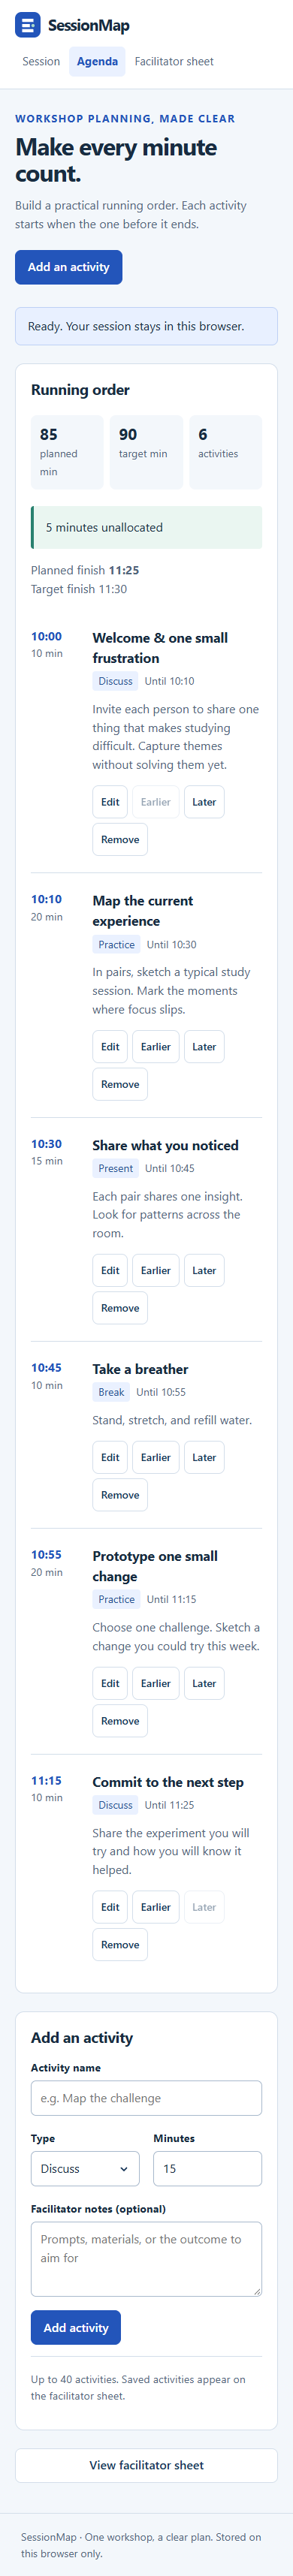 SessionMap
Session Agenda Facilitator sheet
WORKSHOP PLANNING, MADE CLEAR
Make every minute
count.
Build a practical running order. Each activity
starts when the one before it ends.
Add an activity
Ready. Your session stays in this browser.
Running order
85 90 6
planned target min activities
min
5 minutes unallocated
Planned finish 11:25
Target finish 11:30
10:00 Welcome & one small
10 min frustration
Discuss Until 10:10
Invite each person to share one
thing that makes studying
difficult. Capture themes
without solving them yet.
Edit Earlier Later
Remove
10:10 Map the current
20 min experience
Practice Until 10:30
In pairs, sketch a typical study
session. Mark the moments
where focus slips.
Edit Earlier Later
Remove
10:30 Share what you noticed
15 min Present Until 10:45
Each pair shares one insight.
Look for patterns across the
room.
Edit Earlier Later
Remove
10:45 Take a breather
10 min Break Until 10:55
Stand, stretch, and refill water.
Edit Earlier Later
Remove
10:55 Prototype one small
20 min change
Practice Until 11:15
Choose one challenge. Sketch a
change you could try this week.
Edit Earlier Later
Remove
11:15 Commit to the next step
10 min Discuss Until 11:25
Share the experiment you will
try and how you will know it
helped.
Edit Earlier Later
Remove
Add an activity
Activity name
e.g. Map the challenge
Type Minutes
Discuss 15
Facilitator notes (optional)
Prompts, materials, or the outcome to
aim for
Add activity
Up to 40 activities. Saved activities appear on
the facilitator sheet.
View facilitator sheet
SessionMap · One workshop, a clear plan. Stored on
this browser only.